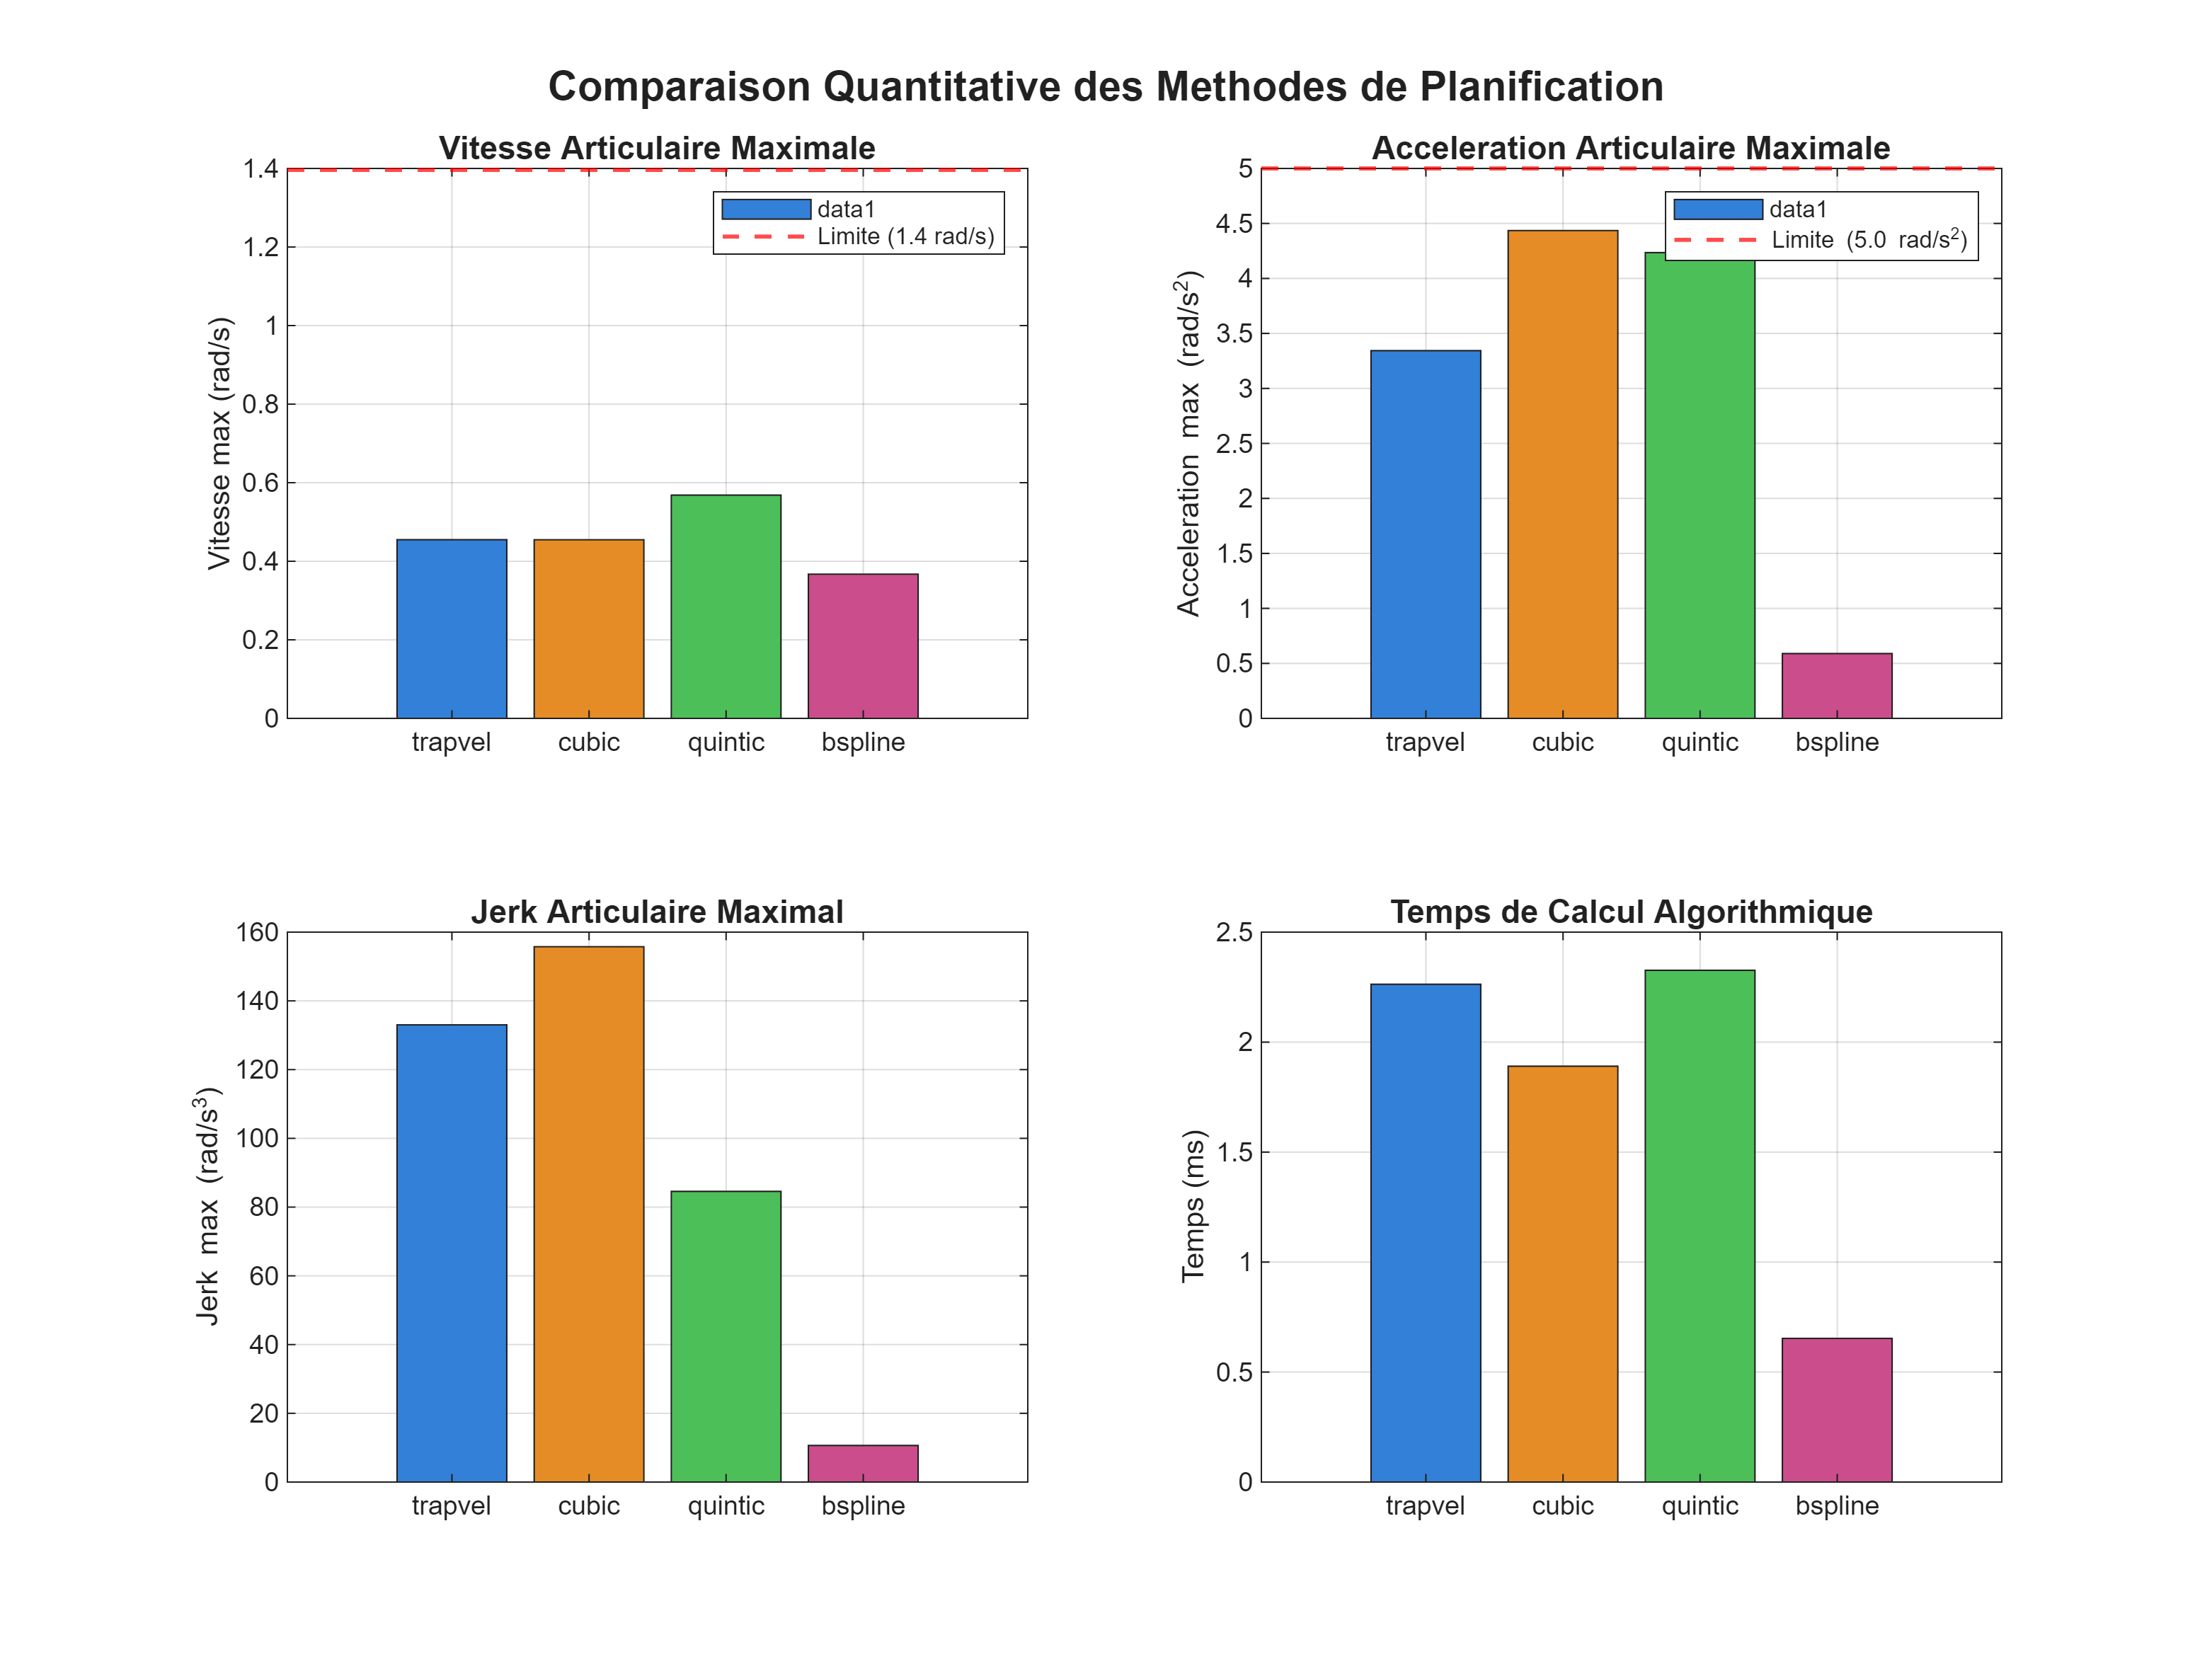 Comparaison Quantitative des Methodes de Planification
Vitesse Articulaire Maximale
1.4
1.2
1
0.8
0.6
0.4
0.2
0
Vitesse max (rad/s)
data1
Limite (1.4 rad/s)
trapvel cubic quintic bspline
Acceleration Articulaire Maximale
5
4.5
4
3.5
3
2.5
2
1.5
1
0.5
0
Acceleration max (rad/s²)
data1
Limite (5.0 rad/s²)
trapvel cubic quintic bspline
Jerk Articulaire Maximal
160
140
120
100
80
60
40
20
0
Jerk max (rad/s³)
trapvel cubic quintic bspline
Temps de Calcul Algorithmique
2.5
2
1.5
1
0.5
0
Temps (ms)
trapvel cubic quintic bspline